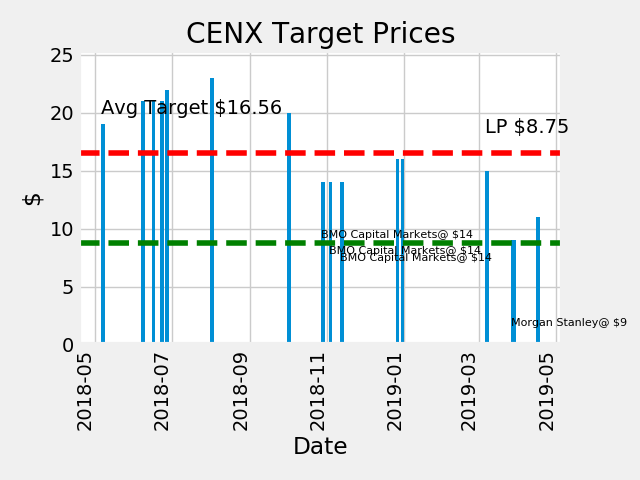 CENX Target Prices
25
20
15
10
5
0
$
Avg Target $16.56
LP $8.75
BMO Capital Markets@ $14
BMO Capital Markets@ $14
BMO Capital Markets@ $14
Morgan Stanley@ $9
2018-05
2018-07
2018-09
2018-11
2019-01
2019-03
2019-05
Date